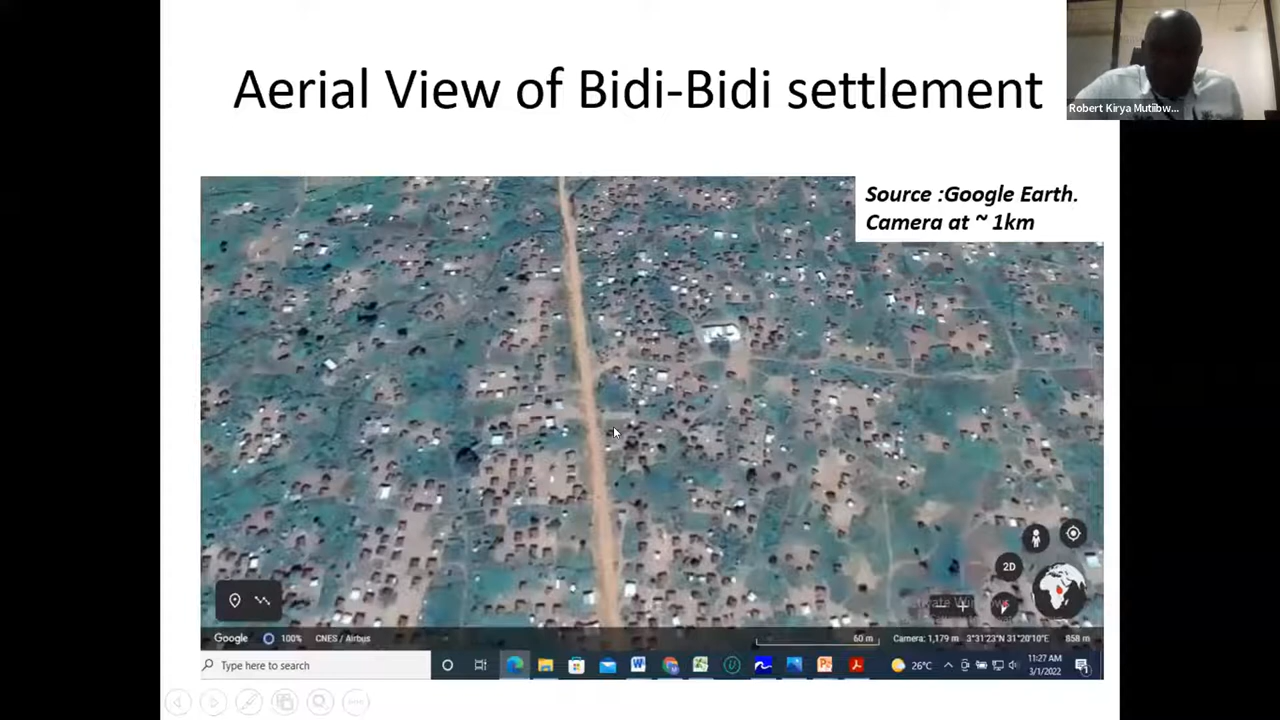 Aerial View of Bidi-Bidi settlement
Robert Kirya Mutiibw...
Source :Google Earth.
Camera at ~ 1km
2D
Google
100%
CNES / Airbus
60 m
Camera: 1,179 m
3°31'23"N 31°20'10"E
858 m
Type here to search
26°C
11:27 AM
3/1/2022